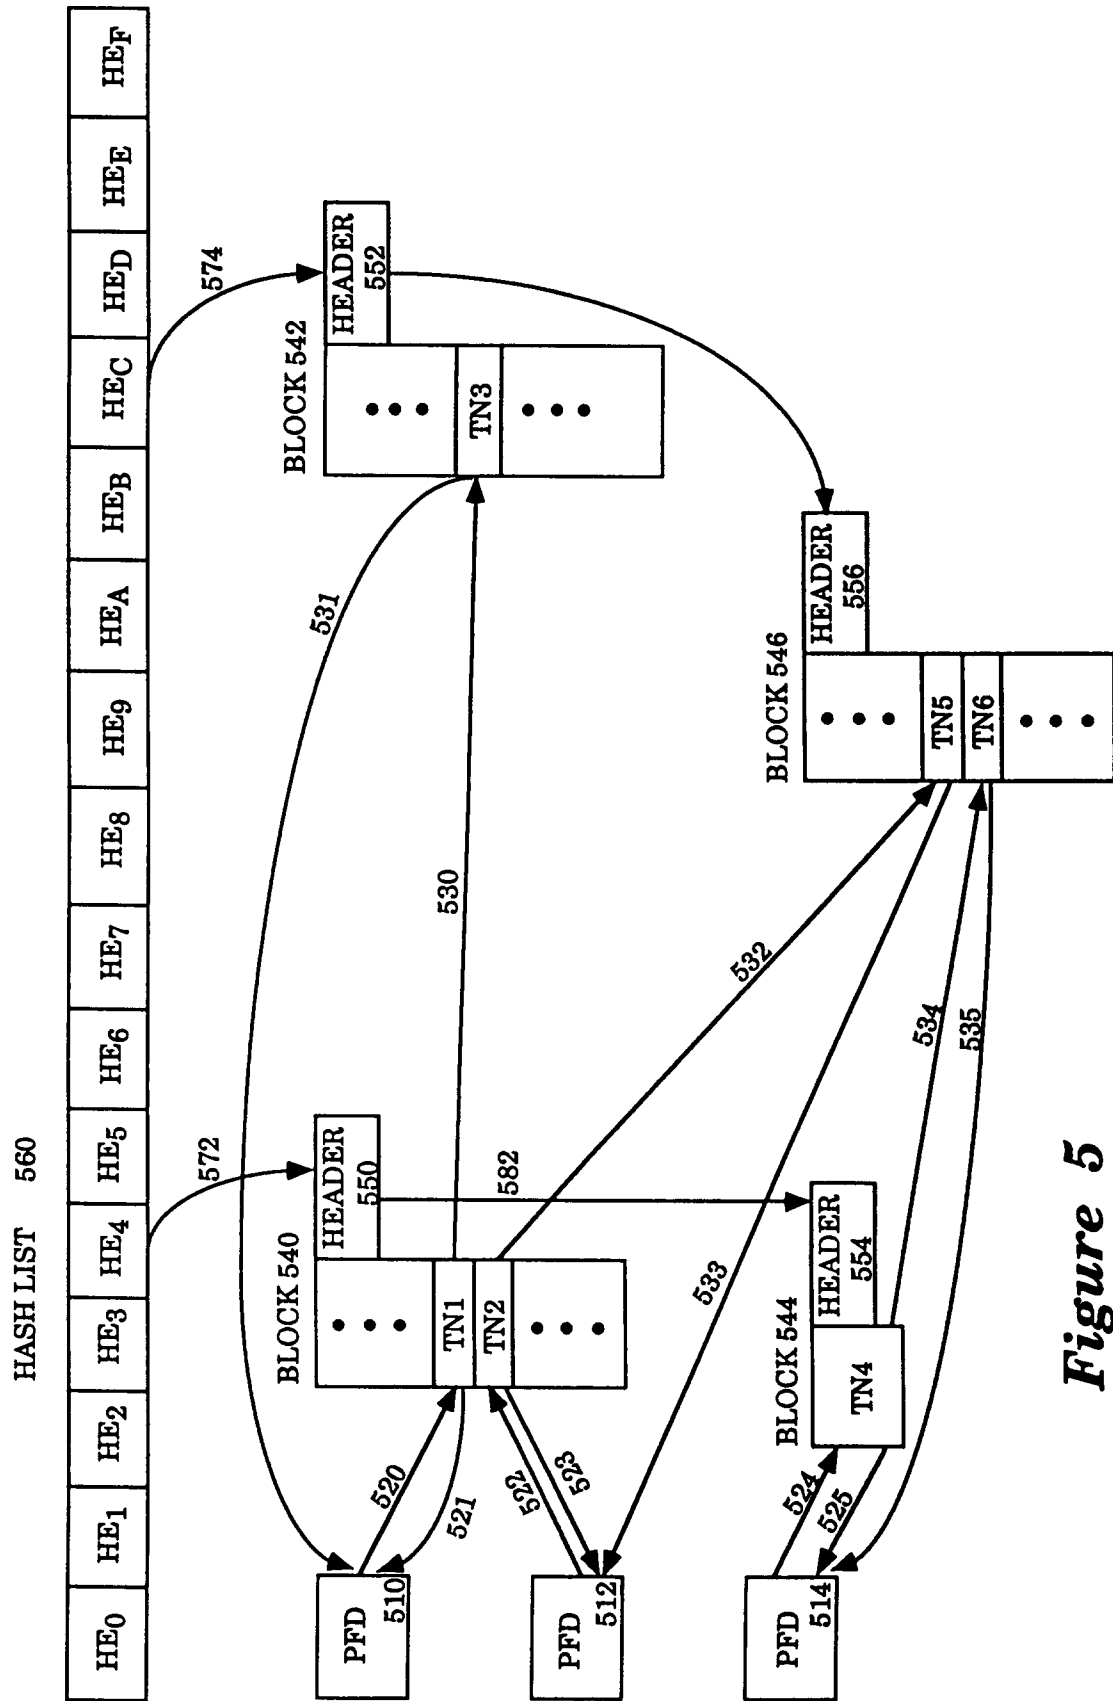 HASH LIST 560
HE0 HE1 HE2 HE3 HE4 HE5 HE6 HE7 HE8 HE9 HEA HEB HEC HED HEE HEF
572
574
531
BLOCK 540
HEADER
550
BLOCK 542
HEADER
552
PFD
510
520
521
TN1
TN2
530
TN3
582
PFD
512
522
523
532
533
BLOCK 544
HEADER
554
TN4
BLOCK 546
HEADER
556
TN5
TN6
PFD
514
524
525
534
535
Figure 5